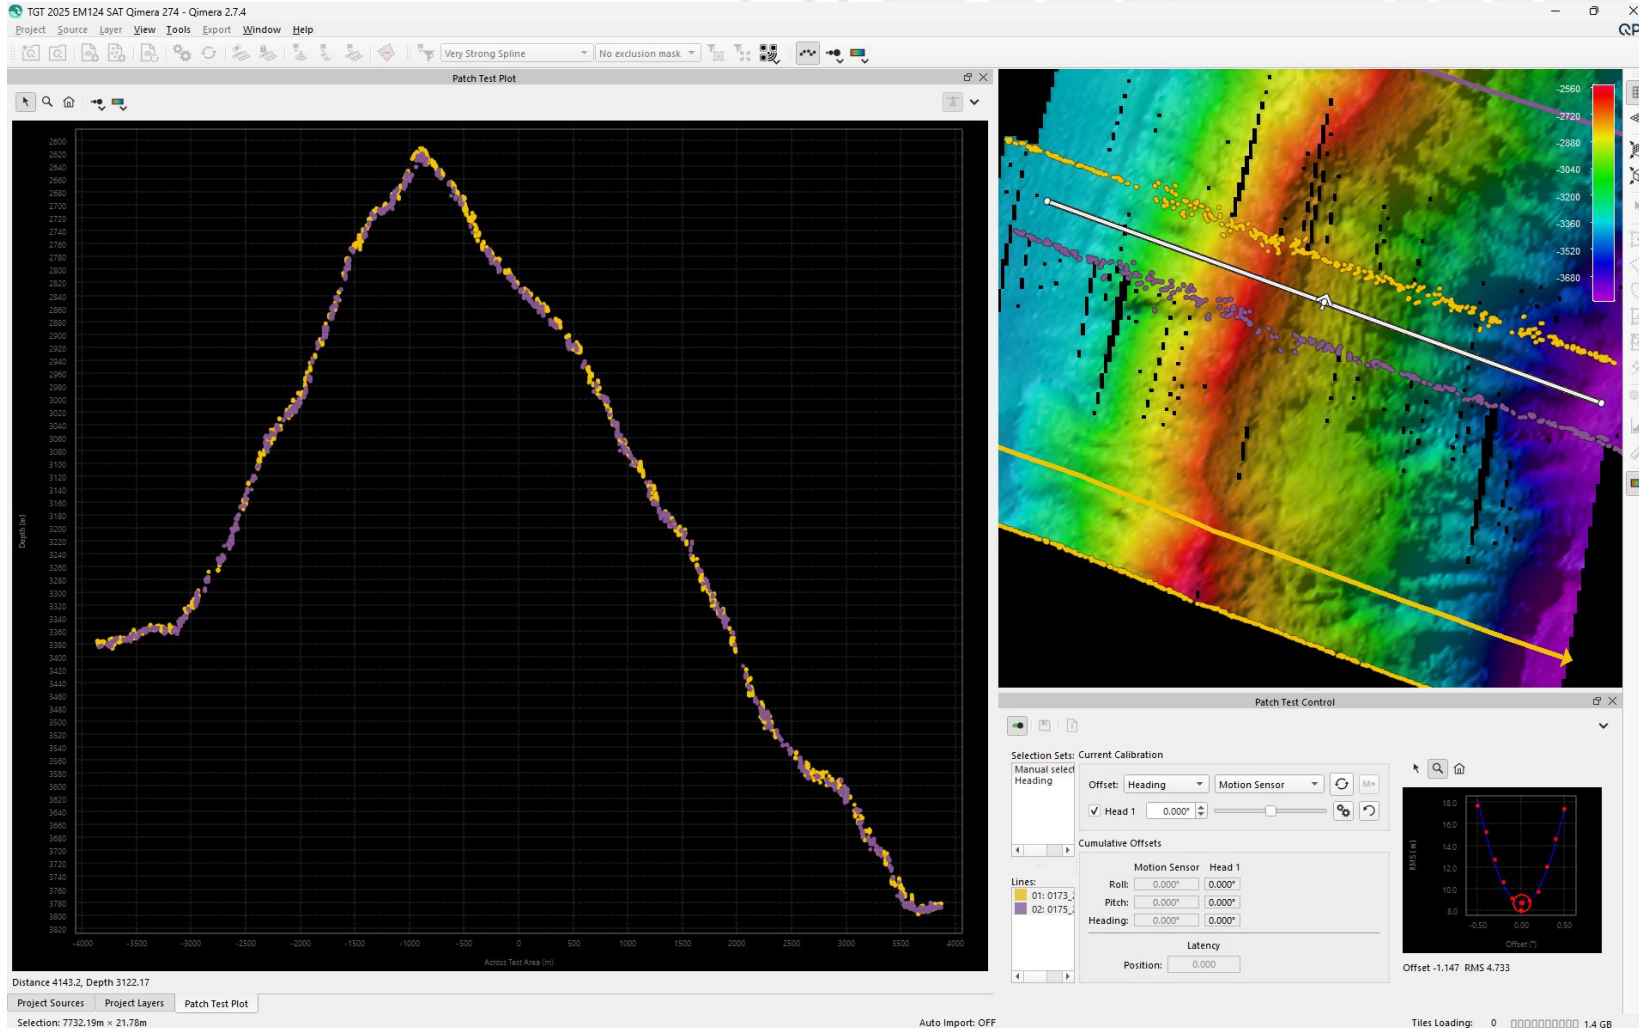 TGT 2025 EM124 SAT Qimera 274 - Qimera 2.7.4
Project Source Layer View Tools Export Window Help
Very Strong Spline No exclusion mask
Patch Test Plot
2600
2620
2640
2660
2680
2700
2720
2740
2760
2780
2800
2820
2840
2860
2880
2900
2920
2940
2960
2980
3000
3020
3040
3060
3080
3100
3120
3140
3160
3180
3200
3220
3240
3260
3280
3300
3320
3340
3360
3380
3400
3420
3440
3460
3480
3500
3520
3540
3560
3580
3600
3620
3640
3660
3680
3700
3720
3740
3760
3780
3800
3820
Depth (m)
-4000 -3500 -3000 -2500 -2000 -1500 -1000 -500 0 500 1000 1500 2000 2500 3000 3500 4000
Across Test Area (m)
Distance 4143.2, Depth 3122.17
Project Sources Project Layers Patch Test Plot
Selection: 7732.19m × 21.78m
Auto Import: OFF
Tiles Loading: 0 1.4 GB
-2560
-2720
-2880
-3040
-3200
-3360
-3520
-3680
Patch Test Control
Selection Sets:
Manual select
Heading
Lines:
01: 0173_2
02: 0175_2
Current Calibration
Offset: Heading Motion Sensor M+
Head 1 0.000°
Cumulative Offsets
Motion Sensor Head 1
Roll: 0.000° 0.000°
Pitch: 0.000° 0.000°
Heading: 0.000° 0.000°
Latency
Position: 0.000
18.0
16.0
14.0
12.0
10.0
8.0
RMS (m)
-0.50 0.00 0.50
Offset (°)
Offset -1.147 RMS 4.733